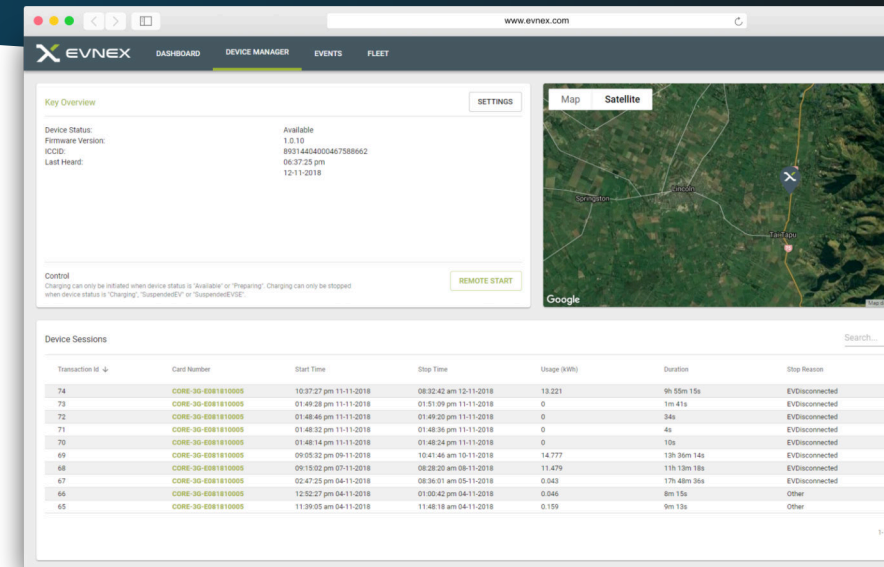 www.evnex.com
EVNEX
DASHBOARD DEVICE MANAGER EVENTS FLEET
Key Overview SETTINGS
Device Status: Available
Firmware Version: 1.0.10
ICCID: 89314404000467588662
Last Heard: 06:37:25 pm
12-11-2018
Control
Charging can only be initiated when device status is "Available" or "Preparing". Charging can only be stopped
when device status is "Charging", "SuspendedEV" or "SuspendedEVSE".
REMOTE START
Map Satellite
Lincoln
Springston
Tai Tapu
75
Google
Map d
Device Sessions
Search...
Transaction Id ↓ Card Number Start Time Stop Time Usage (kWh) Duration Stop Reason
74 CORE-3G-E081810005 10:37:27 pm 11-11-2018 08:32:42 am 12-11-2018 13.221 9h 55m 15s EVDisconnected
73 CORE-3G-E081810005 01:49:28 pm 11-11-2018 01:51:09 pm 11-11-2018 0 1m 41s EVDisconnected
72 CORE-3G-E081810005 01:48:46 pm 11-11-2018 01:49:20 pm 11-11-2018 0 34s EVDisconnected
71 CORE-3G-E081810005 01:48:32 pm 11-11-2018 01:48:36 pm 11-11-2018 0 4s EVDisconnected
70 CORE-3G-E081810005 01:48:14 pm 11-11-2018 01:48:24 pm 11-11-2018 0 10s EVDisconnected
69 CORE-3G-E081810005 09:05:32 pm 09-11-2018 10:41:46 am 10-11-2018 14.777 13h 36m 14s EVDisconnected
68 CORE-3G-E081810005 09:15:02 pm 07-11-2018 08:28:20 am 08-11-2018 11.479 11h 13m 18s EVDisconnected
67 CORE-3G-E081810005 02:47:25 pm 04-11-2018 08:36:01 am 05-11-2018 0.043 17h 48m 36s EVDisconnected
66 CORE-3G-E081810005 12:52:27 pm 04-11-2018 01:00:42 pm 04-11-2018 0.046 8m 15s Other
65 CORE-3G-E081810005 11:39:05 am 04-11-2018 11:48:18 am 04-11-2018 0.159 9m 13s Other
1-